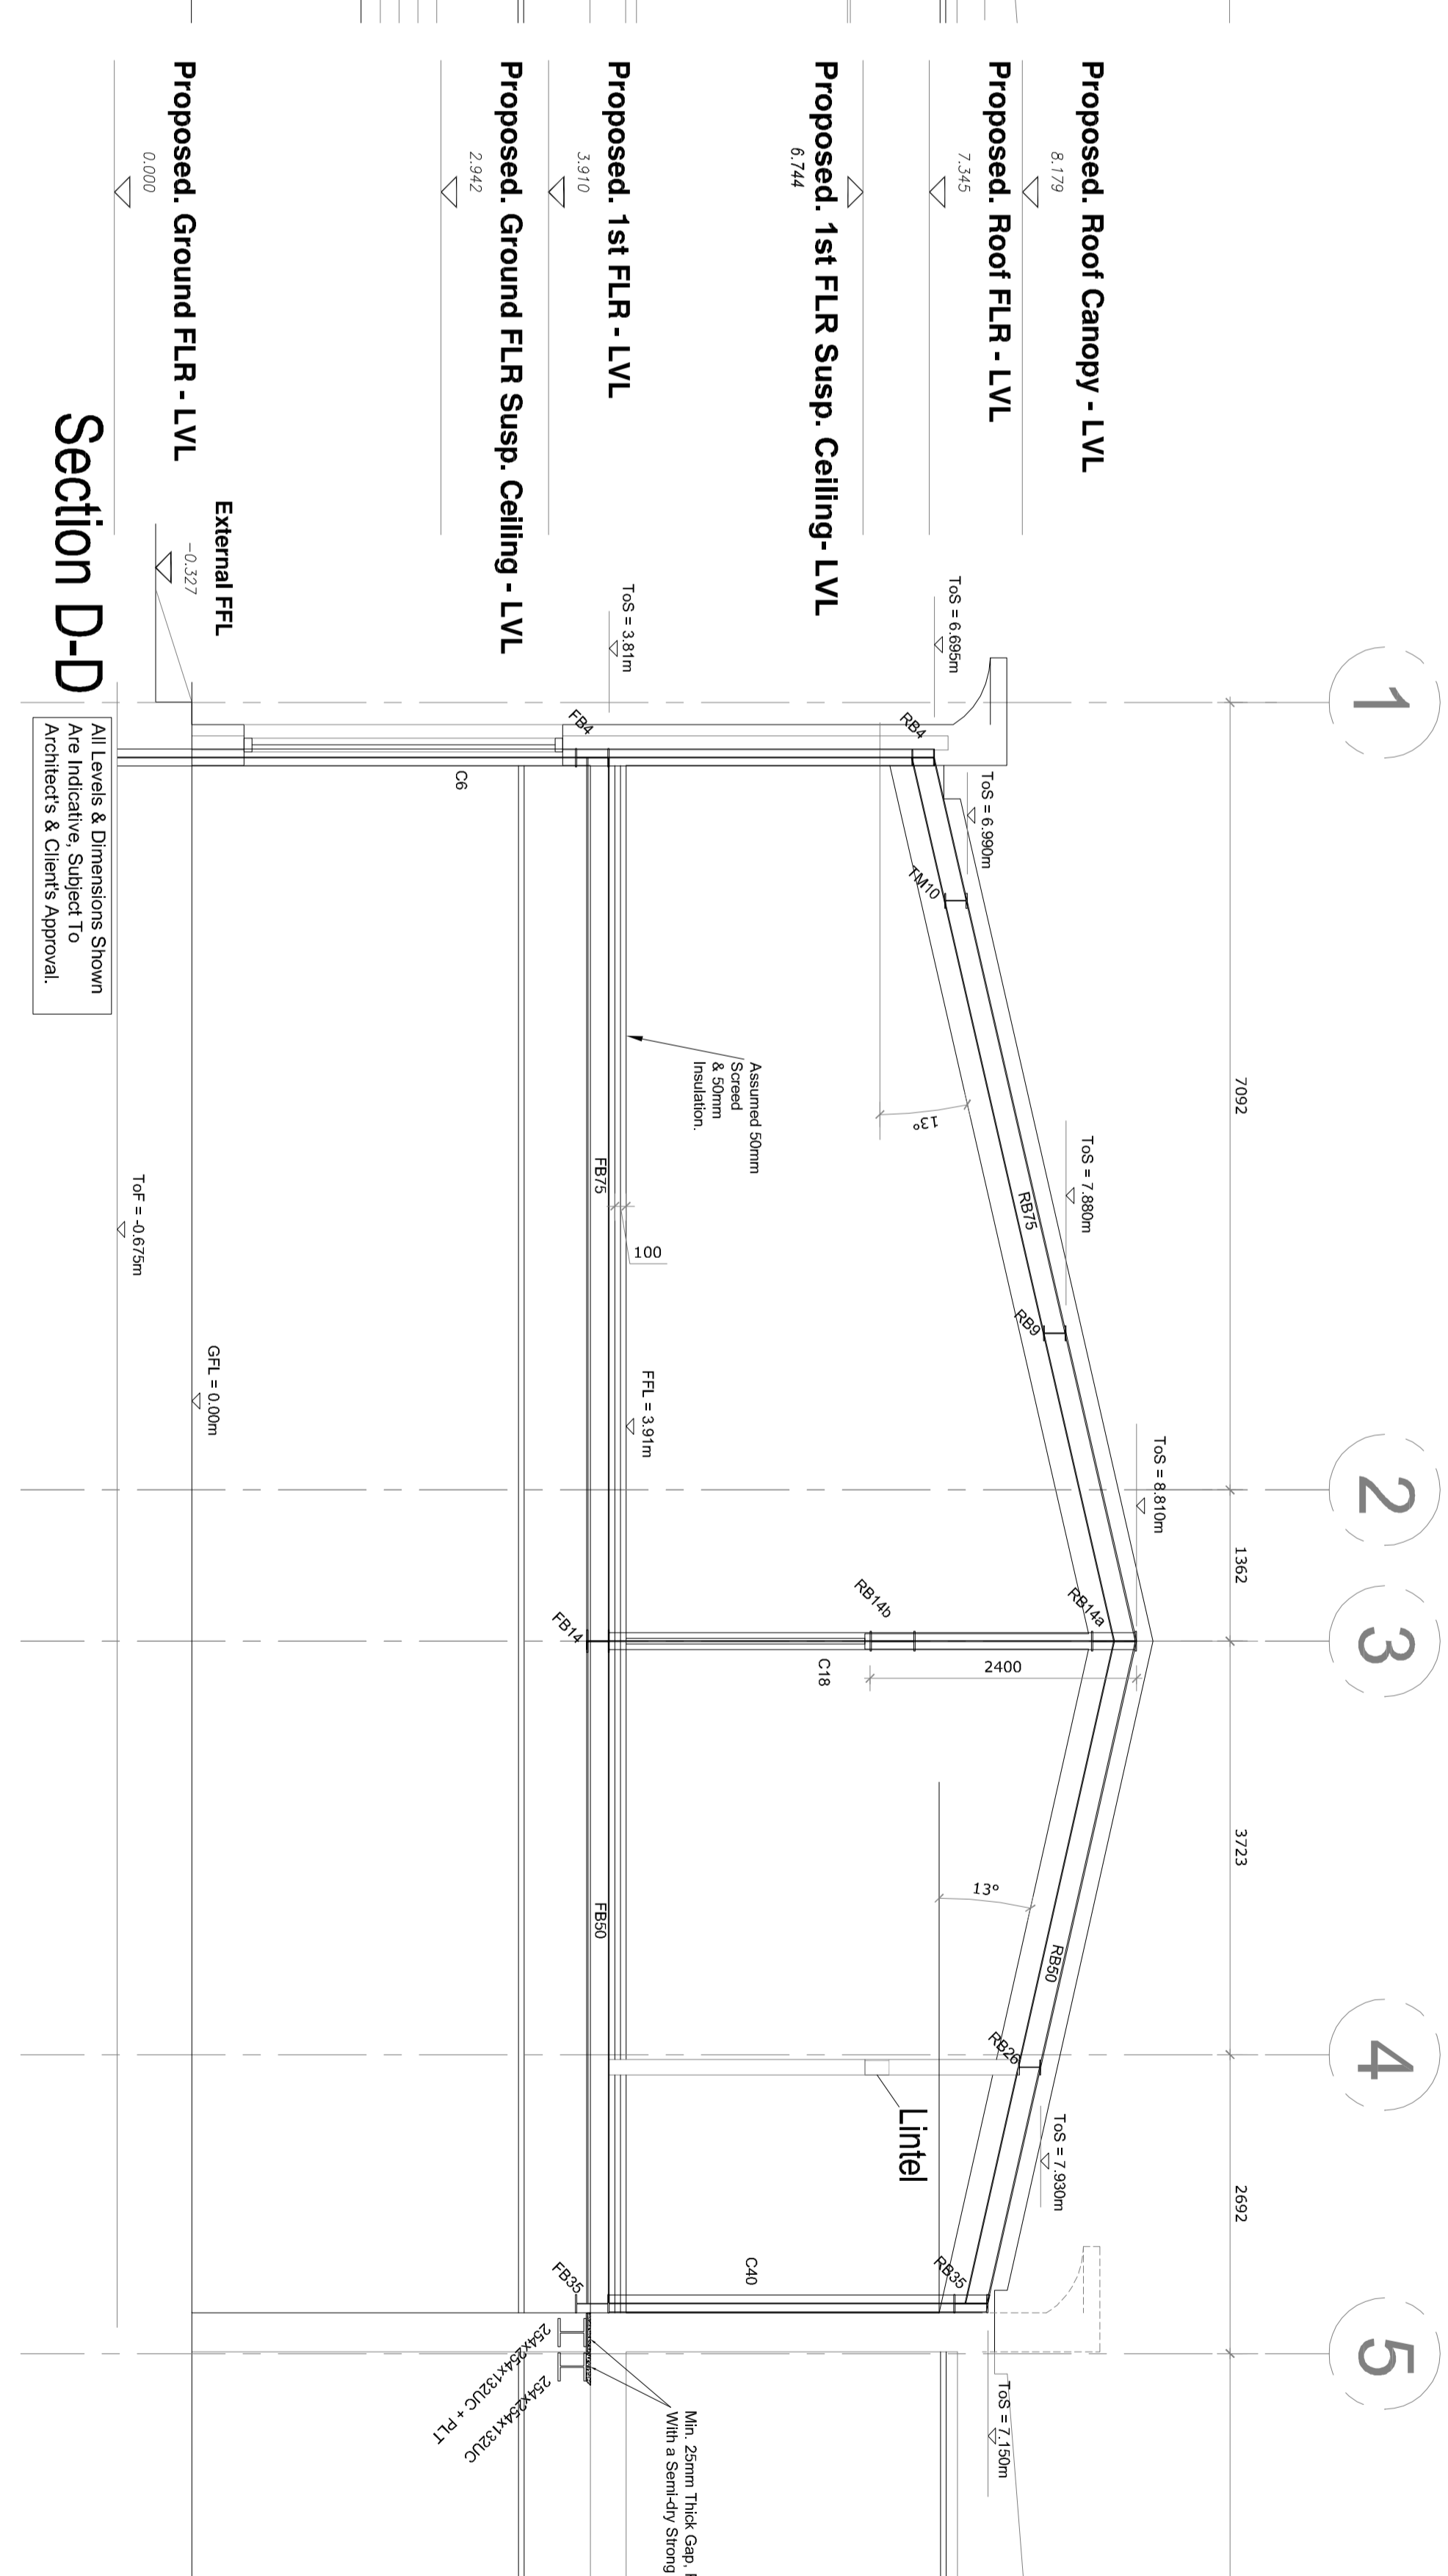 1
2
3
4
5
7092
1362
3723
2692
Proposed. Roof Canopy - LVL
8.179
Proposed. Roof FLR - LVL
7.345
Proposed. 1st FLR Susp. Ceiling- LVL
6.744
Proposed. 1st FLR - LVL
3.910
Proposed. Ground FLR Susp. Ceiling - LVL
2.942
Proposed. Ground FLR - LVL
0.000
External FFL
-0.327
ToS = 8.810m
ToS = 7.880m
ToS = 6.990m
ToS = 6.695m
ToS = 3.81m
ToS = 7.930m
ToS = 7.150m
RB4
TM10
RB75
RB9
RB14a
RB14b
2400
C18
RB50
RB26
RB35
13°
13°
Lintel
C40
Assumed 50mm
Screed
& 50mm
Insulation.
100
FFL = 3.91m
FB4
FB75
FB14
FB50
FB35
C6
254x254x132UC + PLT
254x254x132UC
Min. 25mm Thick Gap,
With a Semi-dry Strong
GFL = 0.00m
ToF = -0.675m
Section D-D
All Levels & Dimensions Shown
Are Indicative, Subject To
Architect's & Client's Approval.